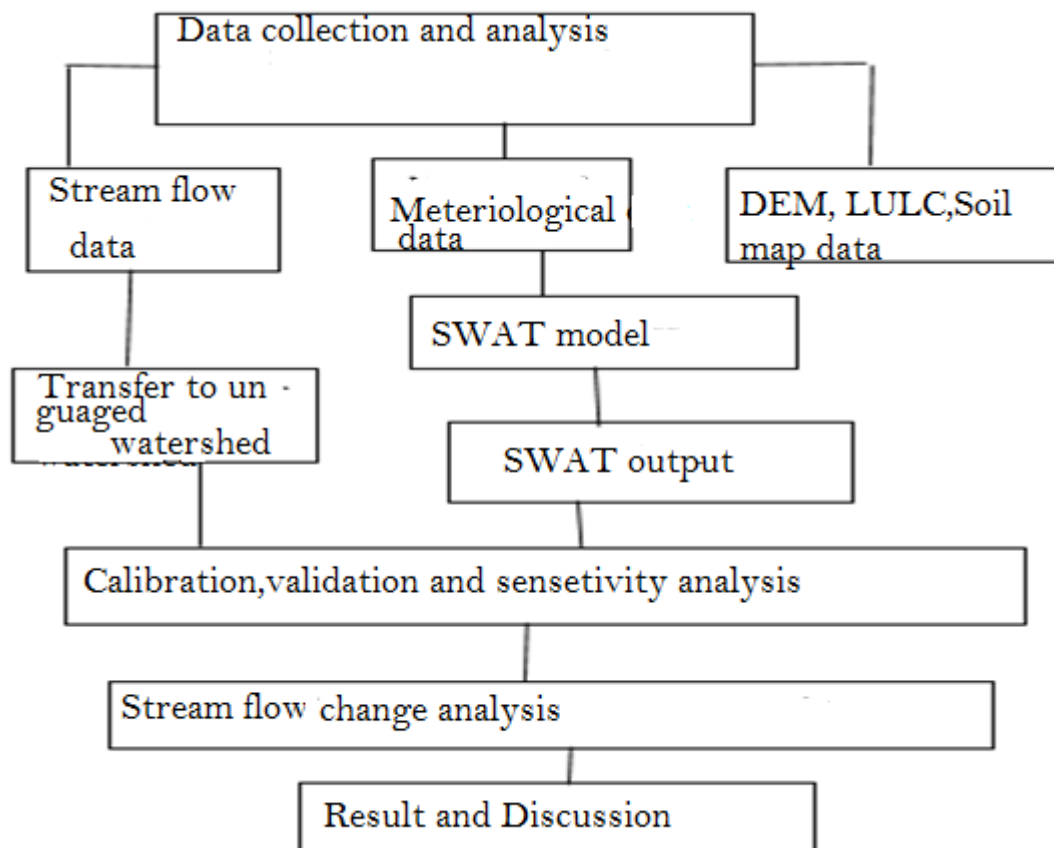 Data collection and analysis
Stream flow
data
Meteriological
data
DEM, LULC,Soil
map data
SWAT model
Transfer to un -
guaged
watershed
SWAT output
Calibration,validation and sensetivity analysis
Stream flow change analysis
Result and Discussion